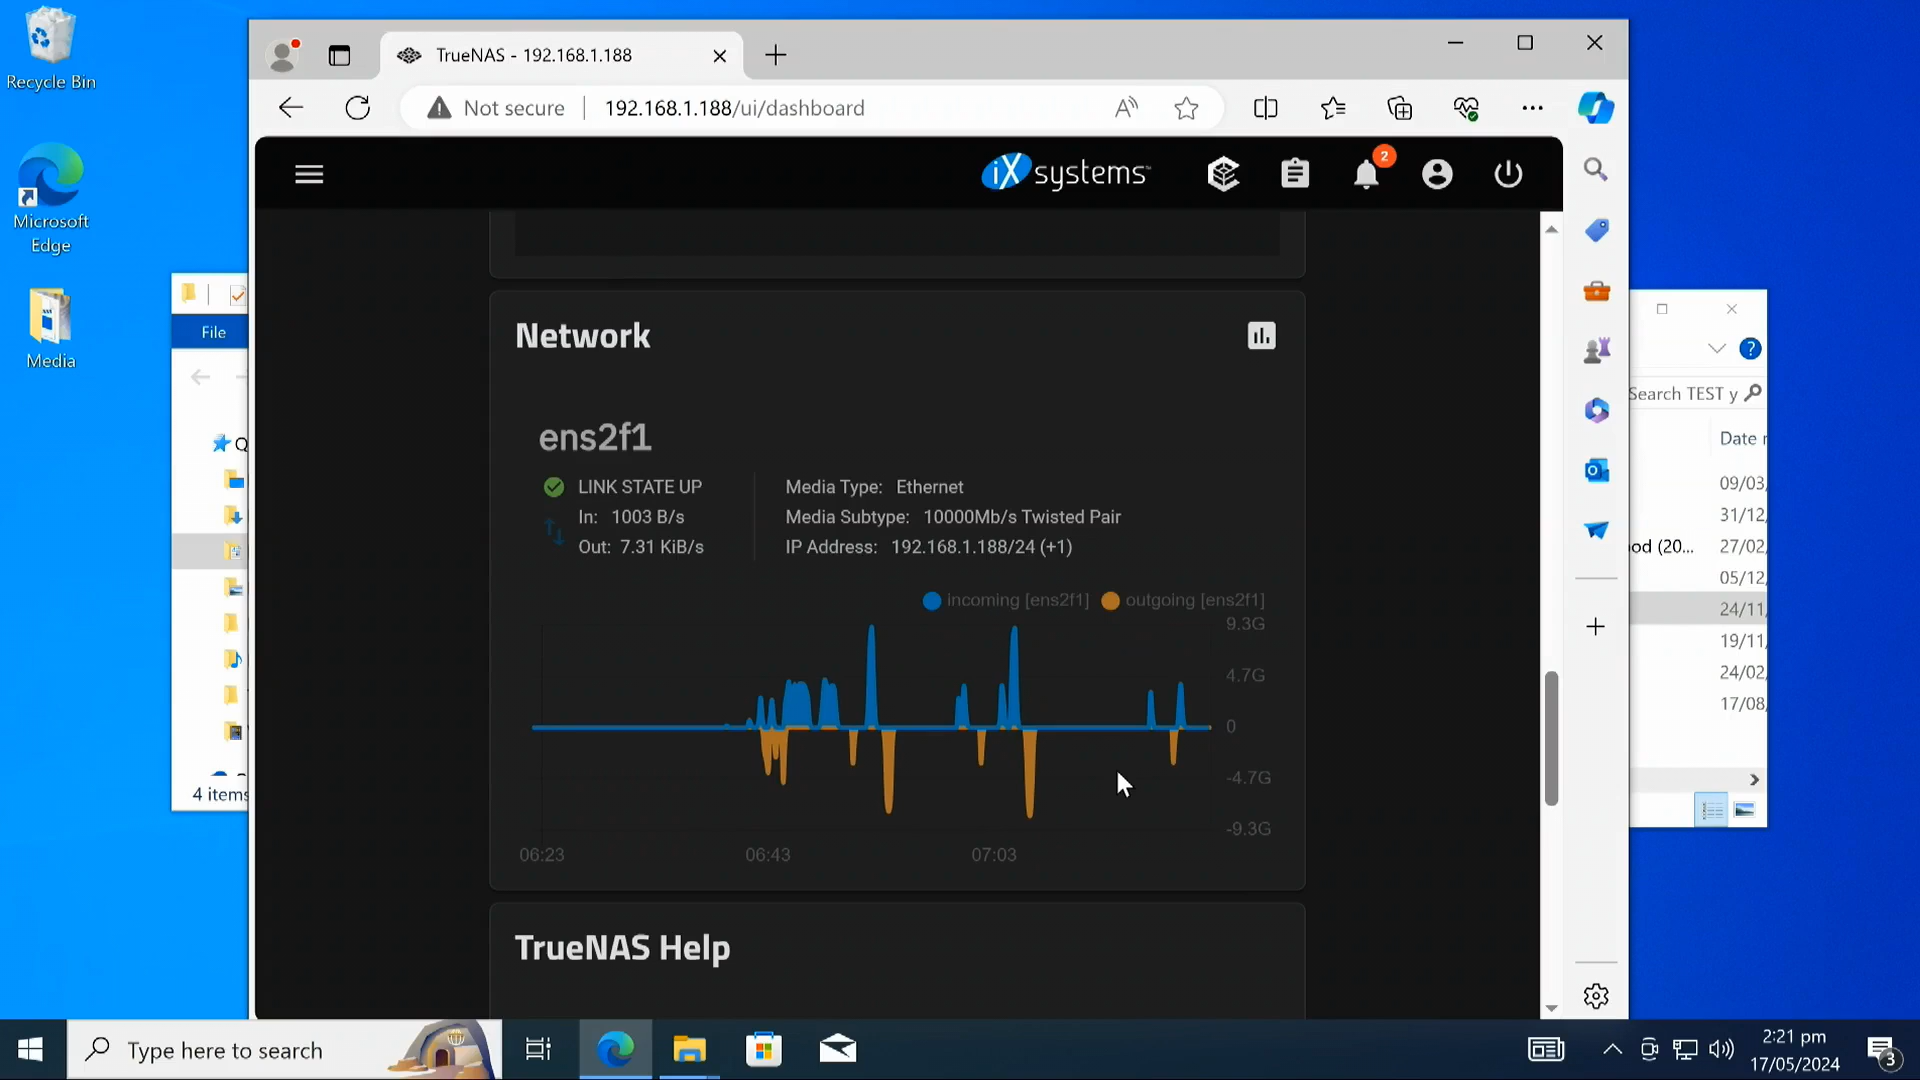 Recycle Bin
Microsoft
Edge
Media
TrueNAS - 192.168.1.188
Not secure
192.168.1.188/ui/dashboard
iX systems
2
File
Network
ens2f1
LINK STATE UP
In: 1003 B/s
Out: 7.31 KiB/s
Media Type: Ethernet
Media Subtype: 10000Mb/s Twisted Pair
IP Address: 192.168.1.188/24 (+1)
incoming [ens2f1]
outgoing [ens2f1]
9.3G
4.7G
0
-4.7G
-9.3G
06:23
06:43
07:03
TrueNAS Help
4 items
Search TEST y
Date
09/03/
31/12/
ood (20...
27/02/
05/12/
24/11/
19/11/
24/02/
17/08/
Type here to search
2:21 pm
17/05/2024
3